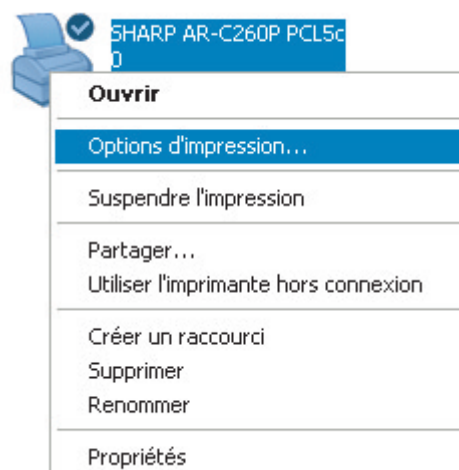 SHARP AR-C260P PCL5c
0
Ouvrir
Options d'impression...
Suspendre l'impression
Partager...
Utiliser l'imprimante hors connexion
Créer un raccourci
Supprimer
Renommer
Propriétés